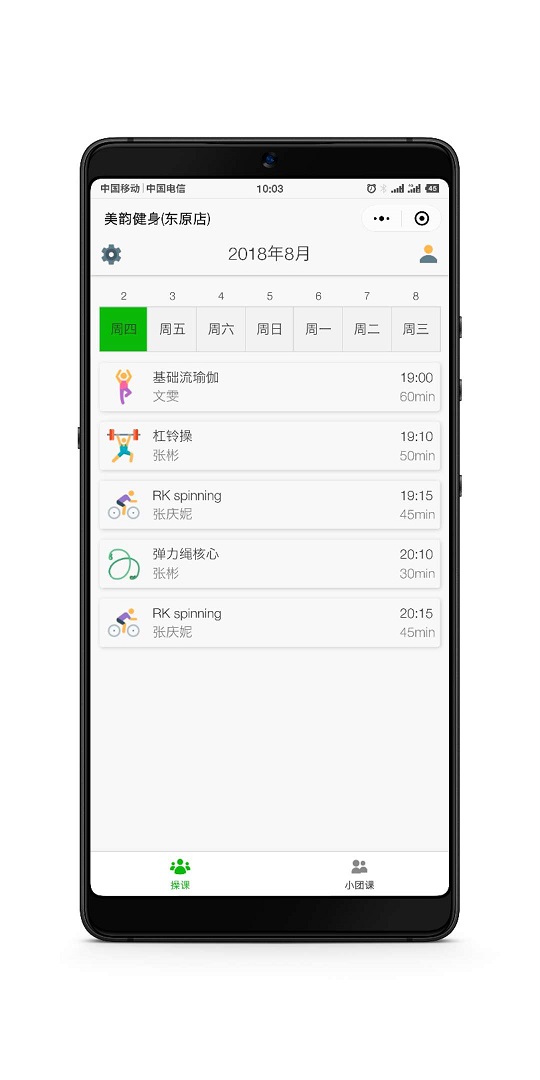 中国移动 中国电信 10:03 45
美韵健身(东原店)
2018年8月
2 3 4 5 6 7 8
周四 周五 周六 周日 周一 周二 周三
基础流瑜伽 19:00
文雯 60min
杠铃操 19:10
张彬 50min
RK spinning 19:15
张庆妮 45min
弹力绳核心 20:10
张彬 30min
RK spinning 20:15
张庆妮 45min
操课 小团课